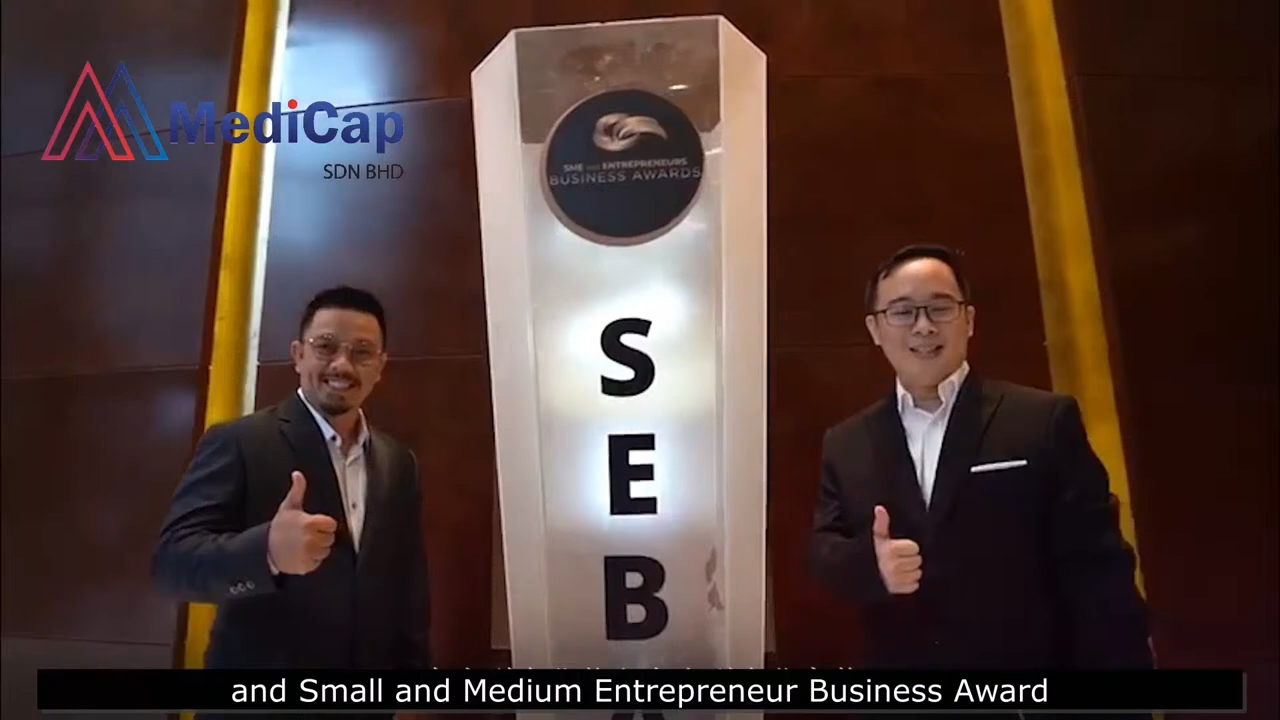 MediCap
SDN BHD
SME AND ENTREPRENEURS
BUSINESS AWARDS
S
E
B
and Small and Medium Entrepreneur Business Award